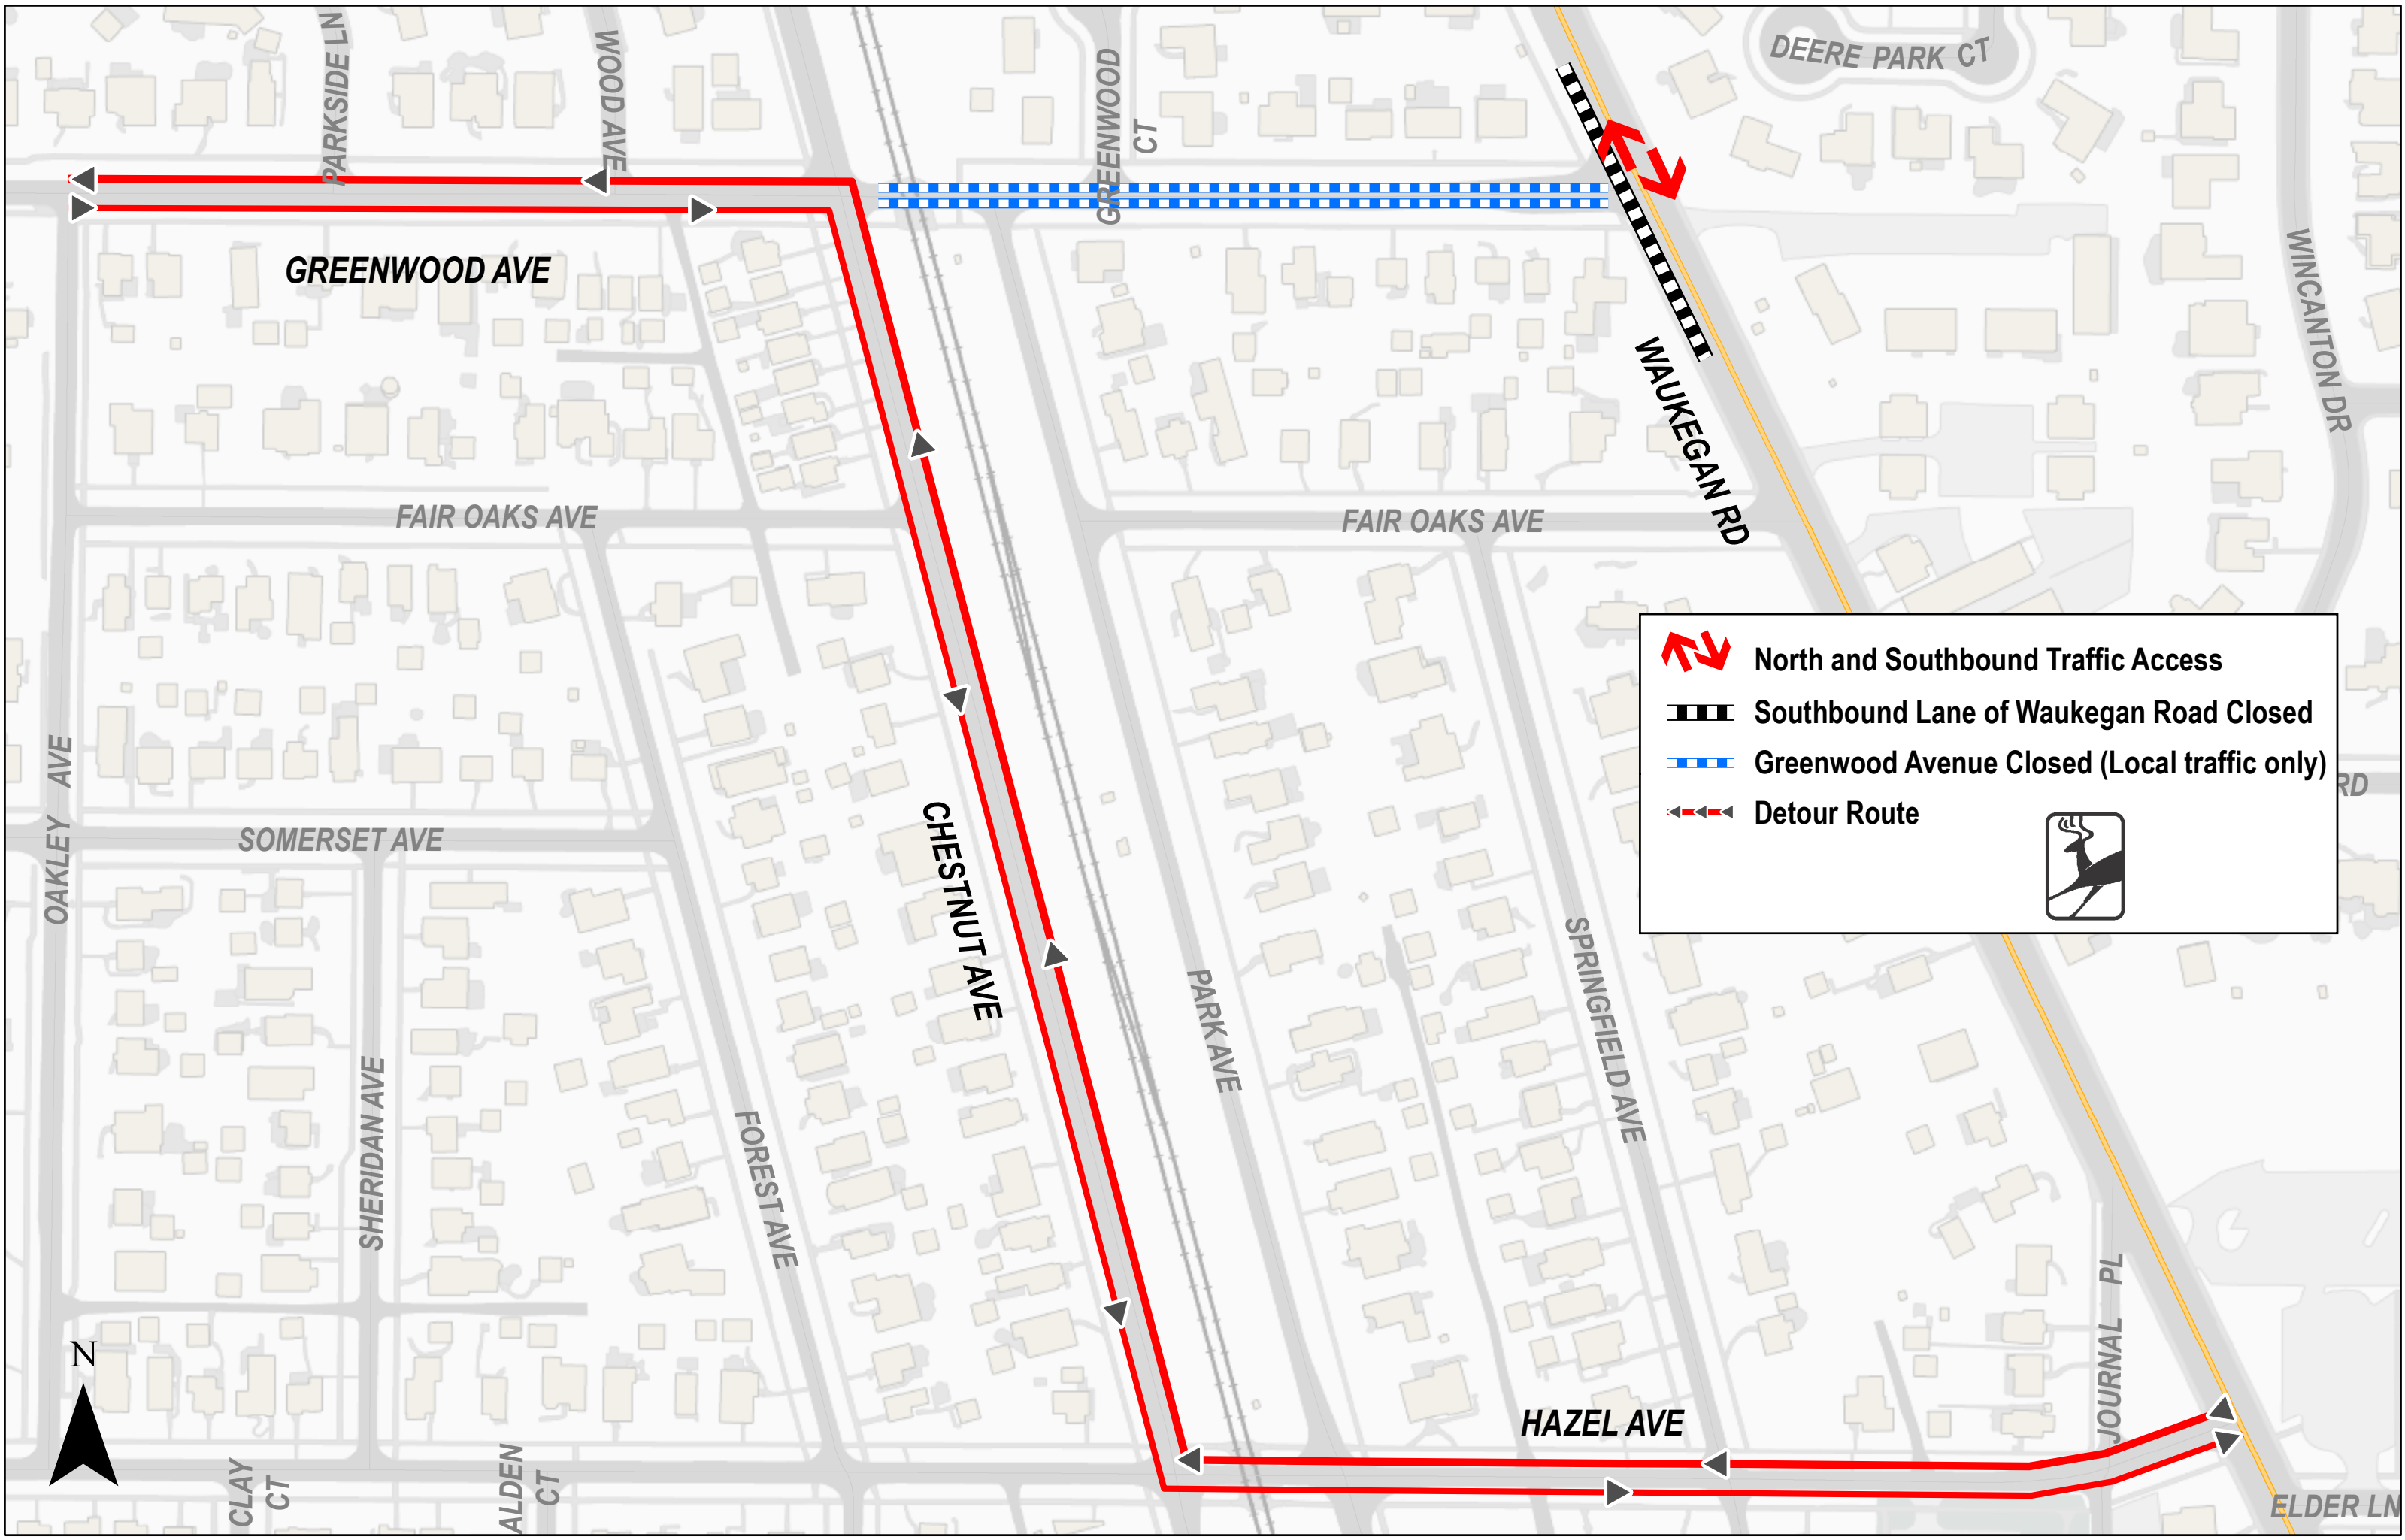 PARKSIDE LN
WOOD AVE
GREENWOOD
CT
DEERE PARK CT
GREENWOOD AVE
WINCANTON DR
WAUKEGAN RD
FAIR OAKS AVE
FAIR OAKS AVE
North and Southbound Traffic Access
Southbound Lane of Waukegan Road Closed
Greenwood Avenue Closed (Local traffic only)
RD
Detour Route
OAKLEY AVE
SOMERSET AVE
CHESTNUT AVE
PARK AVE
SPRINGFIELD AVE
SHERIDAN AVE
FOREST AVE
JOURNAL PL
N
HAZEL AVE
CLAY
CT
ALDEN
CT
ELDER LN